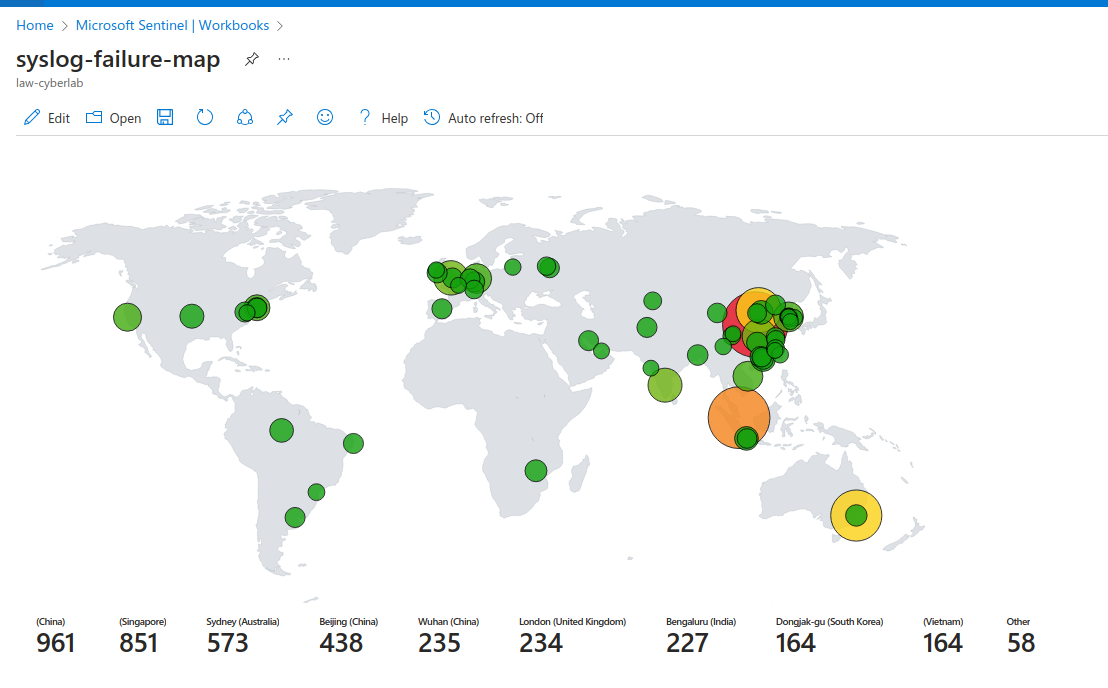 Home > Microsoft Sentinel | Workbooks >
syslog-failure-map ...
law-cyberlab
Edit Open Help Auto refresh: Off
(China) (Singapore) Sydney (Australia) Beijing (China) Wuhan (China) London (United Kingdom) Bengaluru (India) Dongjak-gu (South Korea) (Vietnam) Other
961 851 573 438 235 234 227 164 164 58